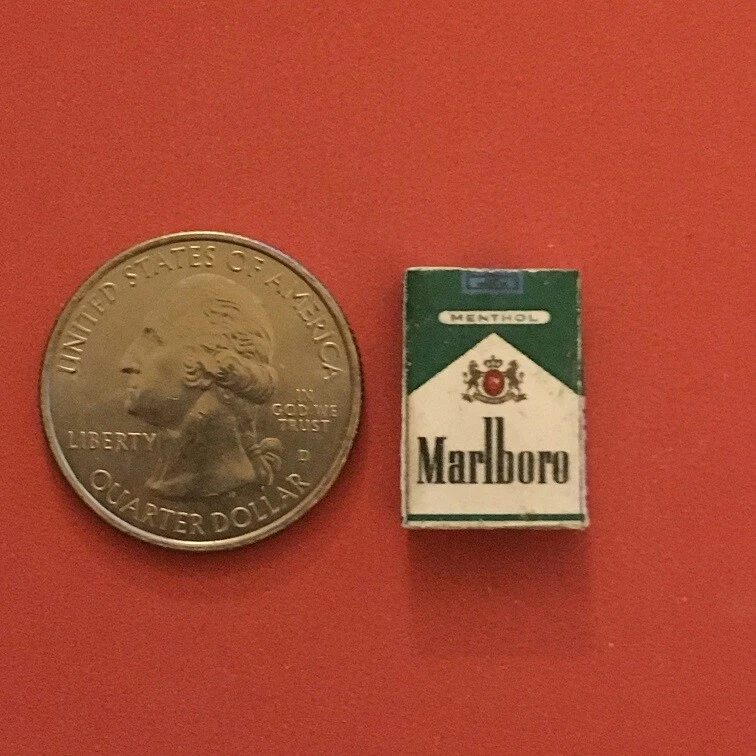 UNITED STATES OF AMERICA
LIBERTY
IN
GOD WE
TRUST
D
QUARTER DOLLAR
MENTHOL
Marlboro